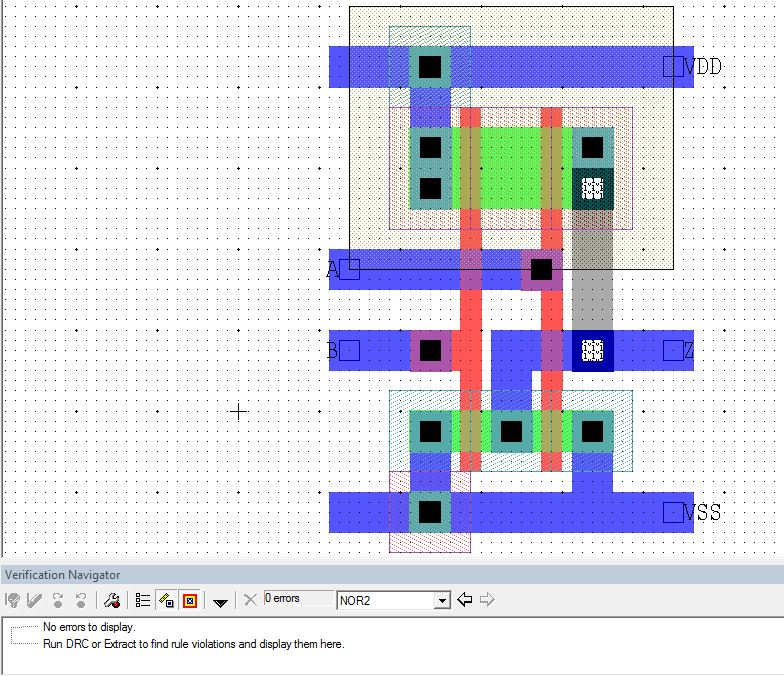 VDD
A
B
Z
VSS
Verification Navigator
0 errors
NOR2
No errors to display.
Run DRC or Extract to find rule violations and display them here.